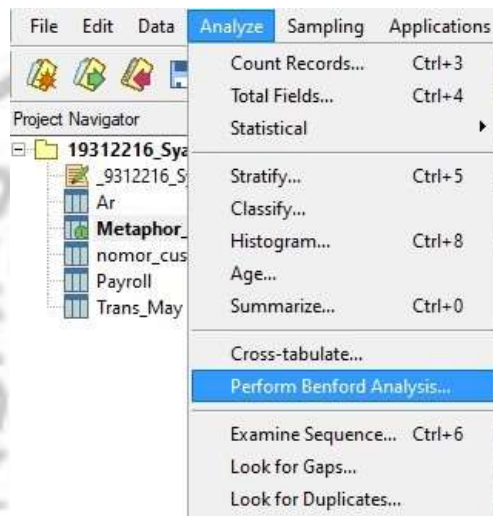 File Edit Data Analyze Sampling Applications
Project Navigator
19312216_Sya
_9312216_S
Ar
Metaphor_
nomor_cus
Payroll
Trans_May
Count Records... Ctrl+3
Total Fields... Ctrl+4
Statistical
Stratify... Ctrl+5
Classify...
Histogram... Ctrl+8
Age...
Summarize... Ctrl+0
Cross-tabulate...
Perform Benford Analysis...
Examine Sequence... Ctrl+6
Look for Gaps...
Look for Duplicates...